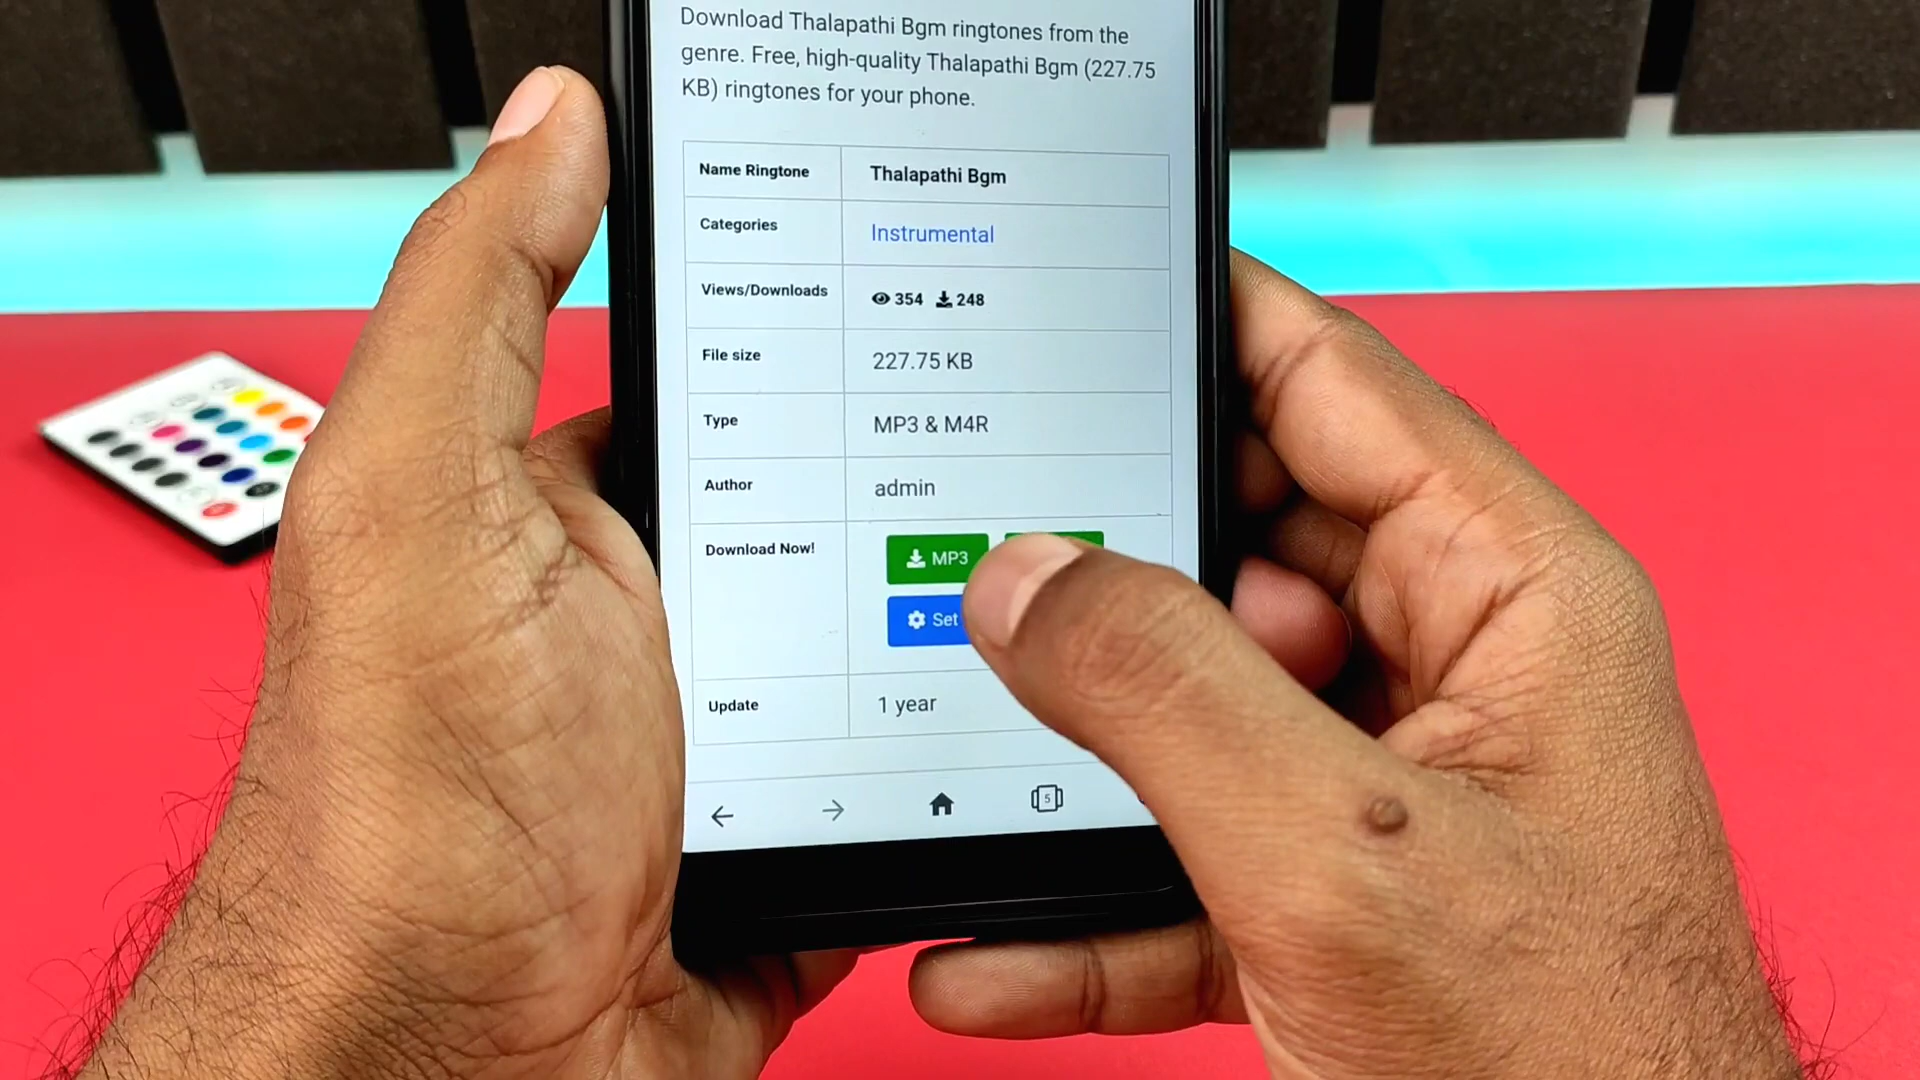 Download Thalapathi Bgm ringtones from the
genre. Free, high-quality Thalapathi Bgm (227.75
KB) ringtones for your phone.
Name Ringtone Thalapathi Bgm
Categories Instrumental
Views/Downloads 354 248
File size 227.75 KB
Type MP3 & M4R
Author admin
Download Now! MP3
Set
Update 1 year
5